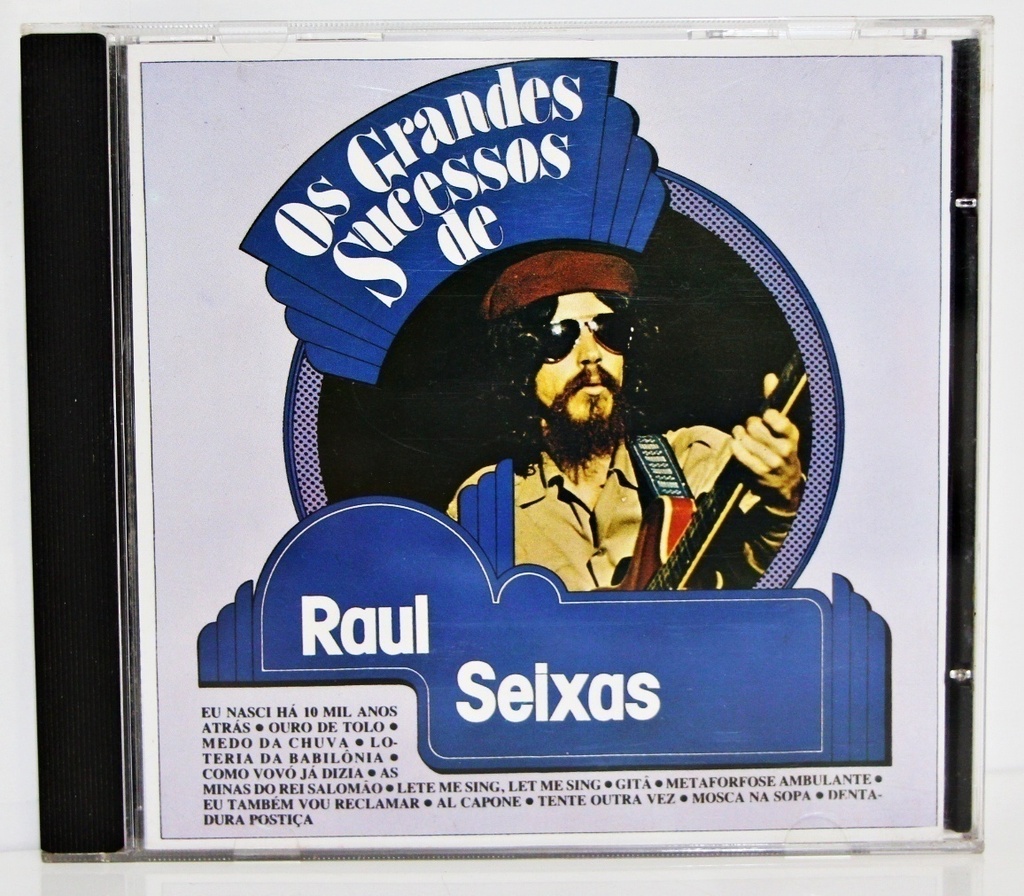 Os Grandes
Sucessos
de
Raul
Seixas
EU NASCI HÁ 10 MIL ANOS
ATRÁS ● OURO DE TOLO ●
MEDO DA CHUVA ● LO-
TERIA DA BABILÔNIA ●
COMO VOVÓ JÁ DIZIA ● AS
MINAS DO REI SALOMÃO ● LETE ME SING, LET ME SING ● GITÃ ● METAFORFOSE AMBULANTE ●
EU TAMBÉM VOU RECLAMAR ● AL CAPONE ● TENTE OUTRA VEZ ● MOSCA NA SOPA ● DENTA-
DURA POSTIÇA